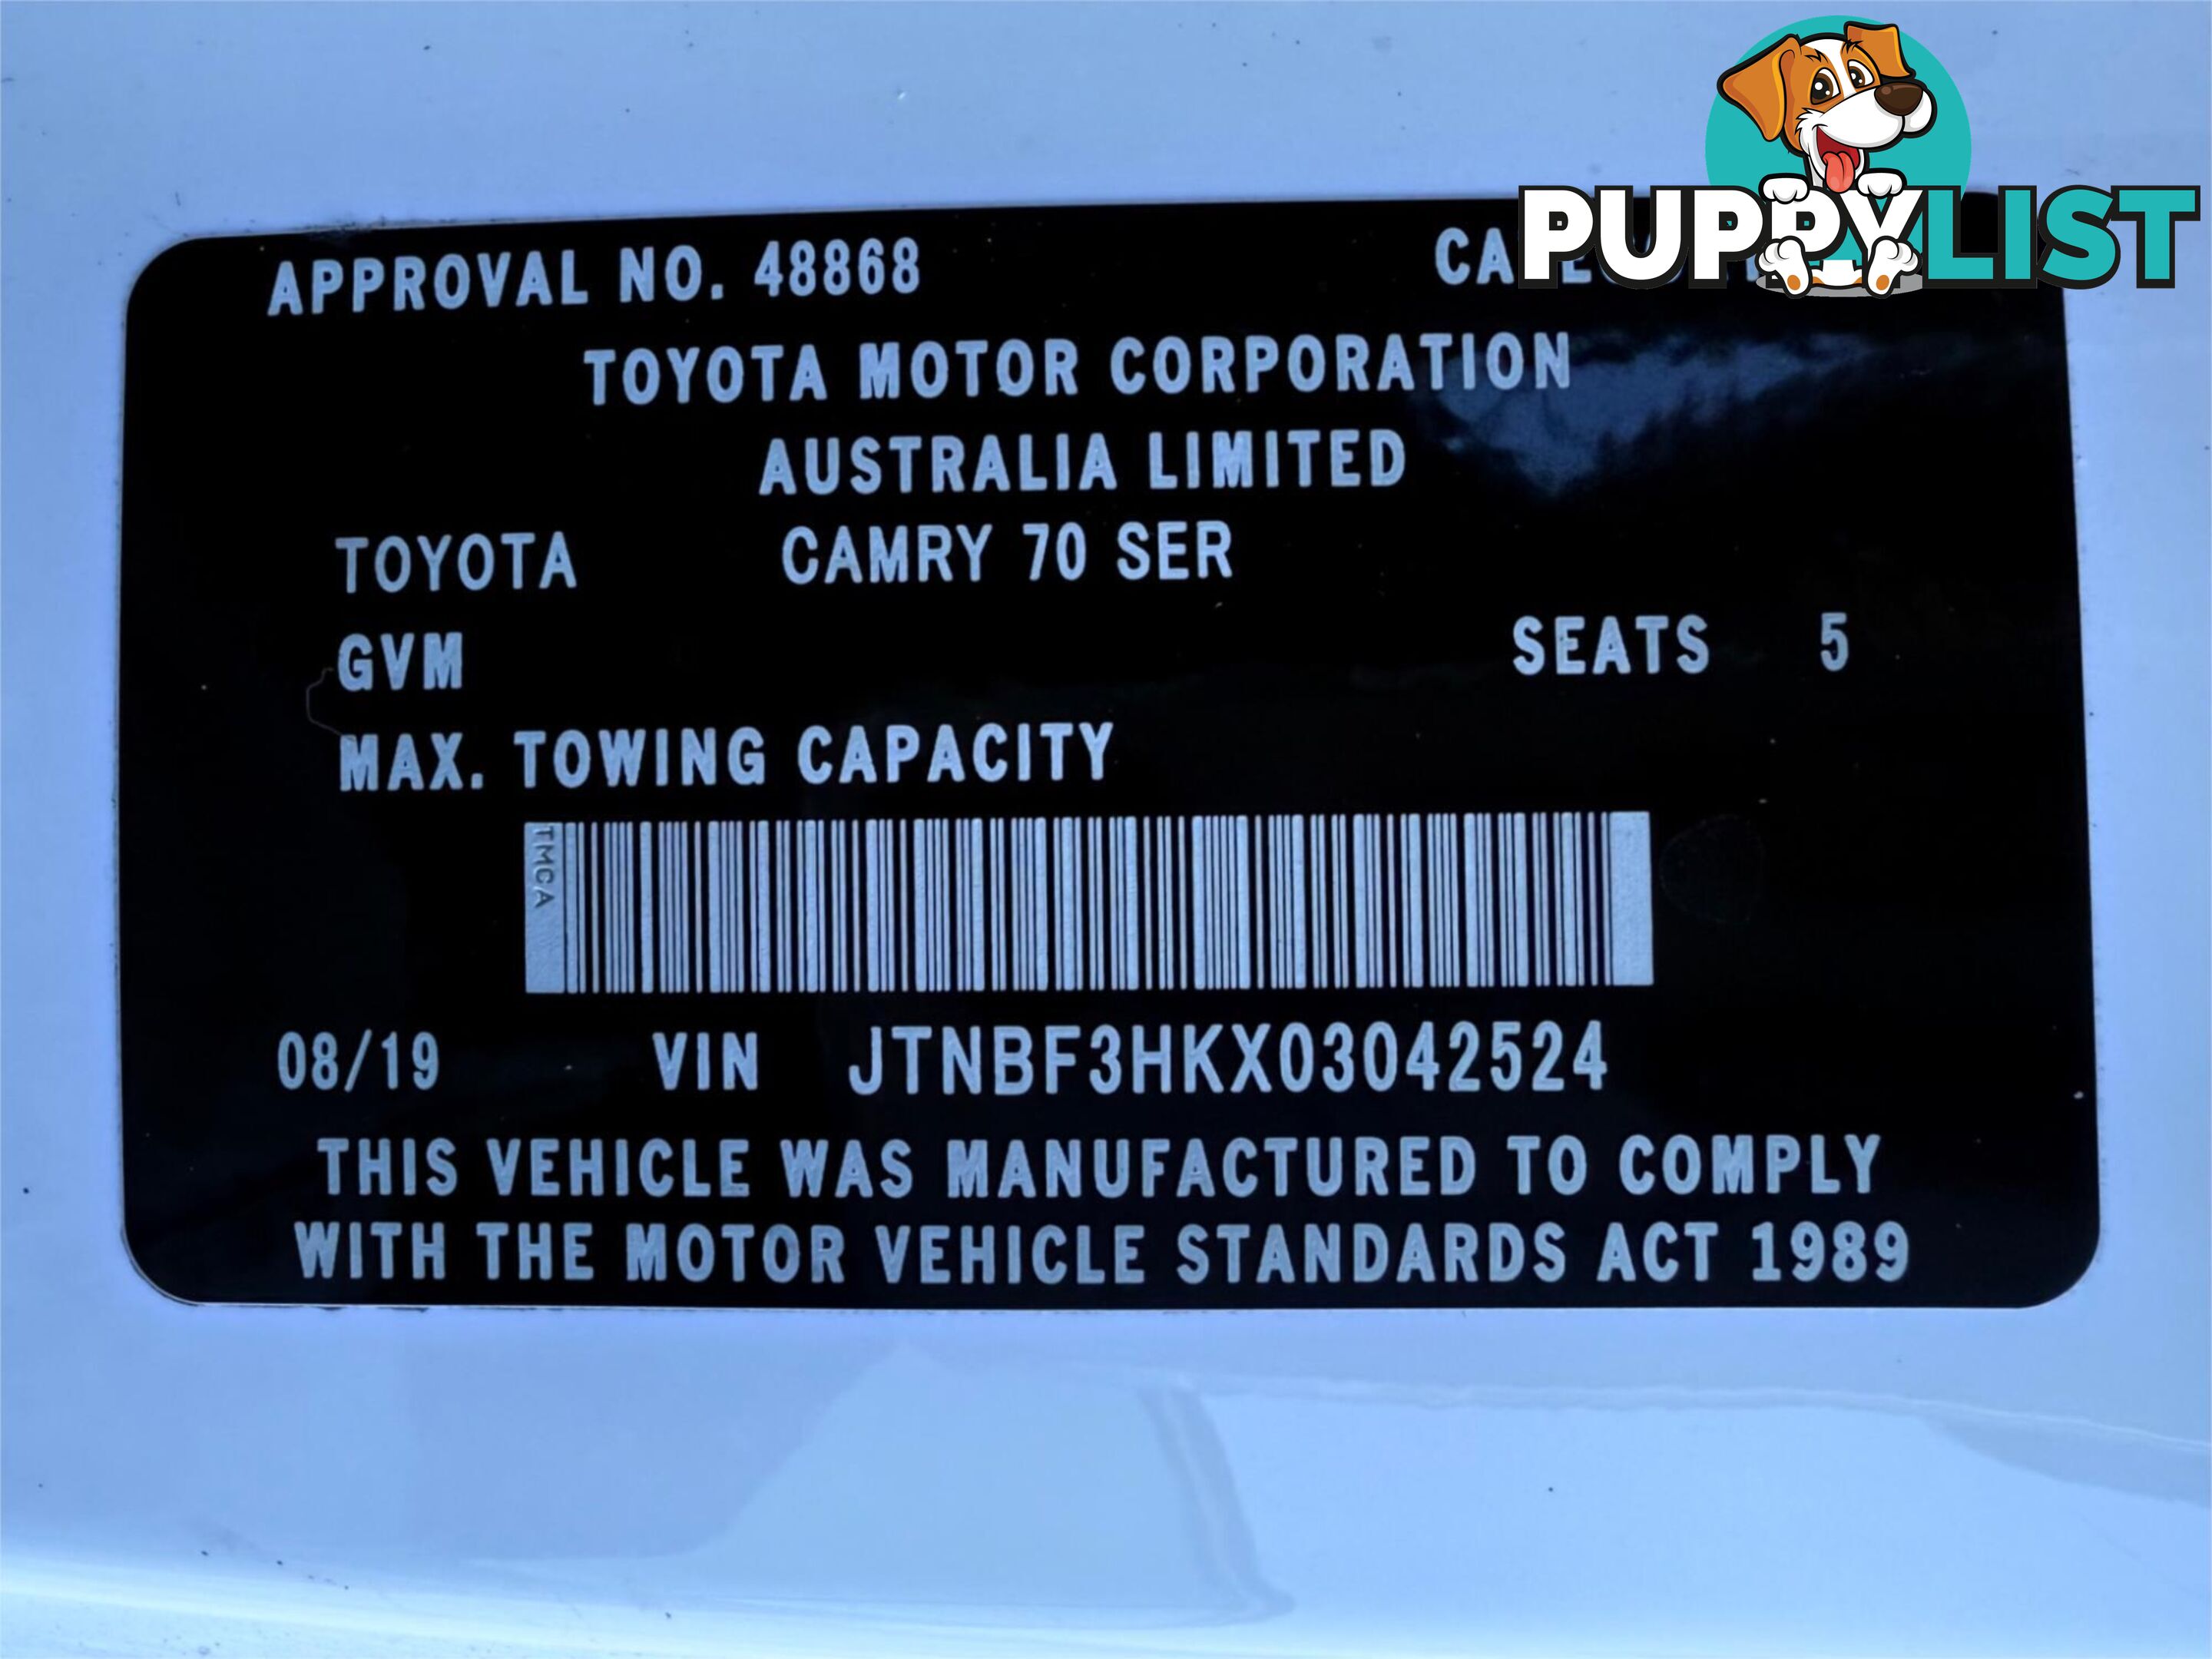 PUPPYLIST
APPROVAL NO. 48868
TOYOTA MOTOR CORPORATION
AUSTRALIA LIMITED
TOYOTA CAMRY 70 SER
GVM SEATS 5
MAX. TOWING CAPACITY
TMCA
08/19 VIN JTNBF3HKX03042524
THIS VEHICLE WAS MANUFACTURED TO COMPLY
WITH THE MOTOR VEHICLE STANDARDS ACT 1989